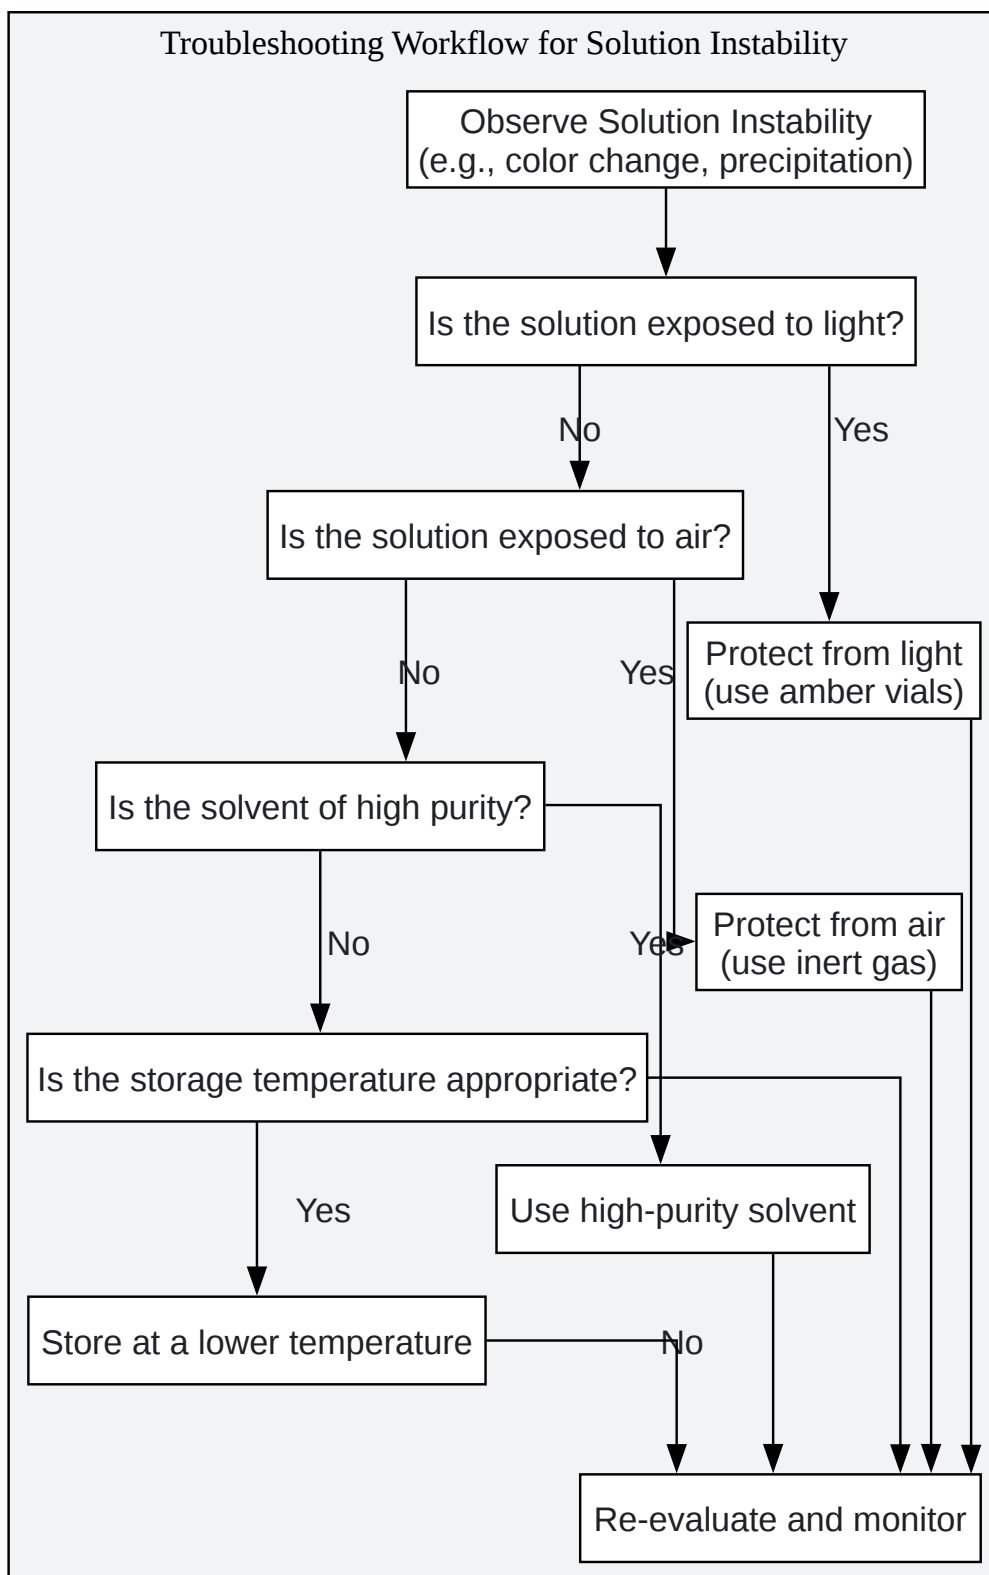 Troubleshooting Workflow for Solution Instability
Observe Solution Instability
(e.g., color change, precipitation)
Is the solution exposed to light?
No
Yes
Is the solution exposed to air?
No
Yes
Protect from light
(use amber vials)
Is the solvent of high purity?
No
Yes
Protect from air
(use inert gas)
Is the storage temperature appropriate?
Yes
Use high-purity solvent
Store at a lower temperature
No
Re-evaluate and monitor